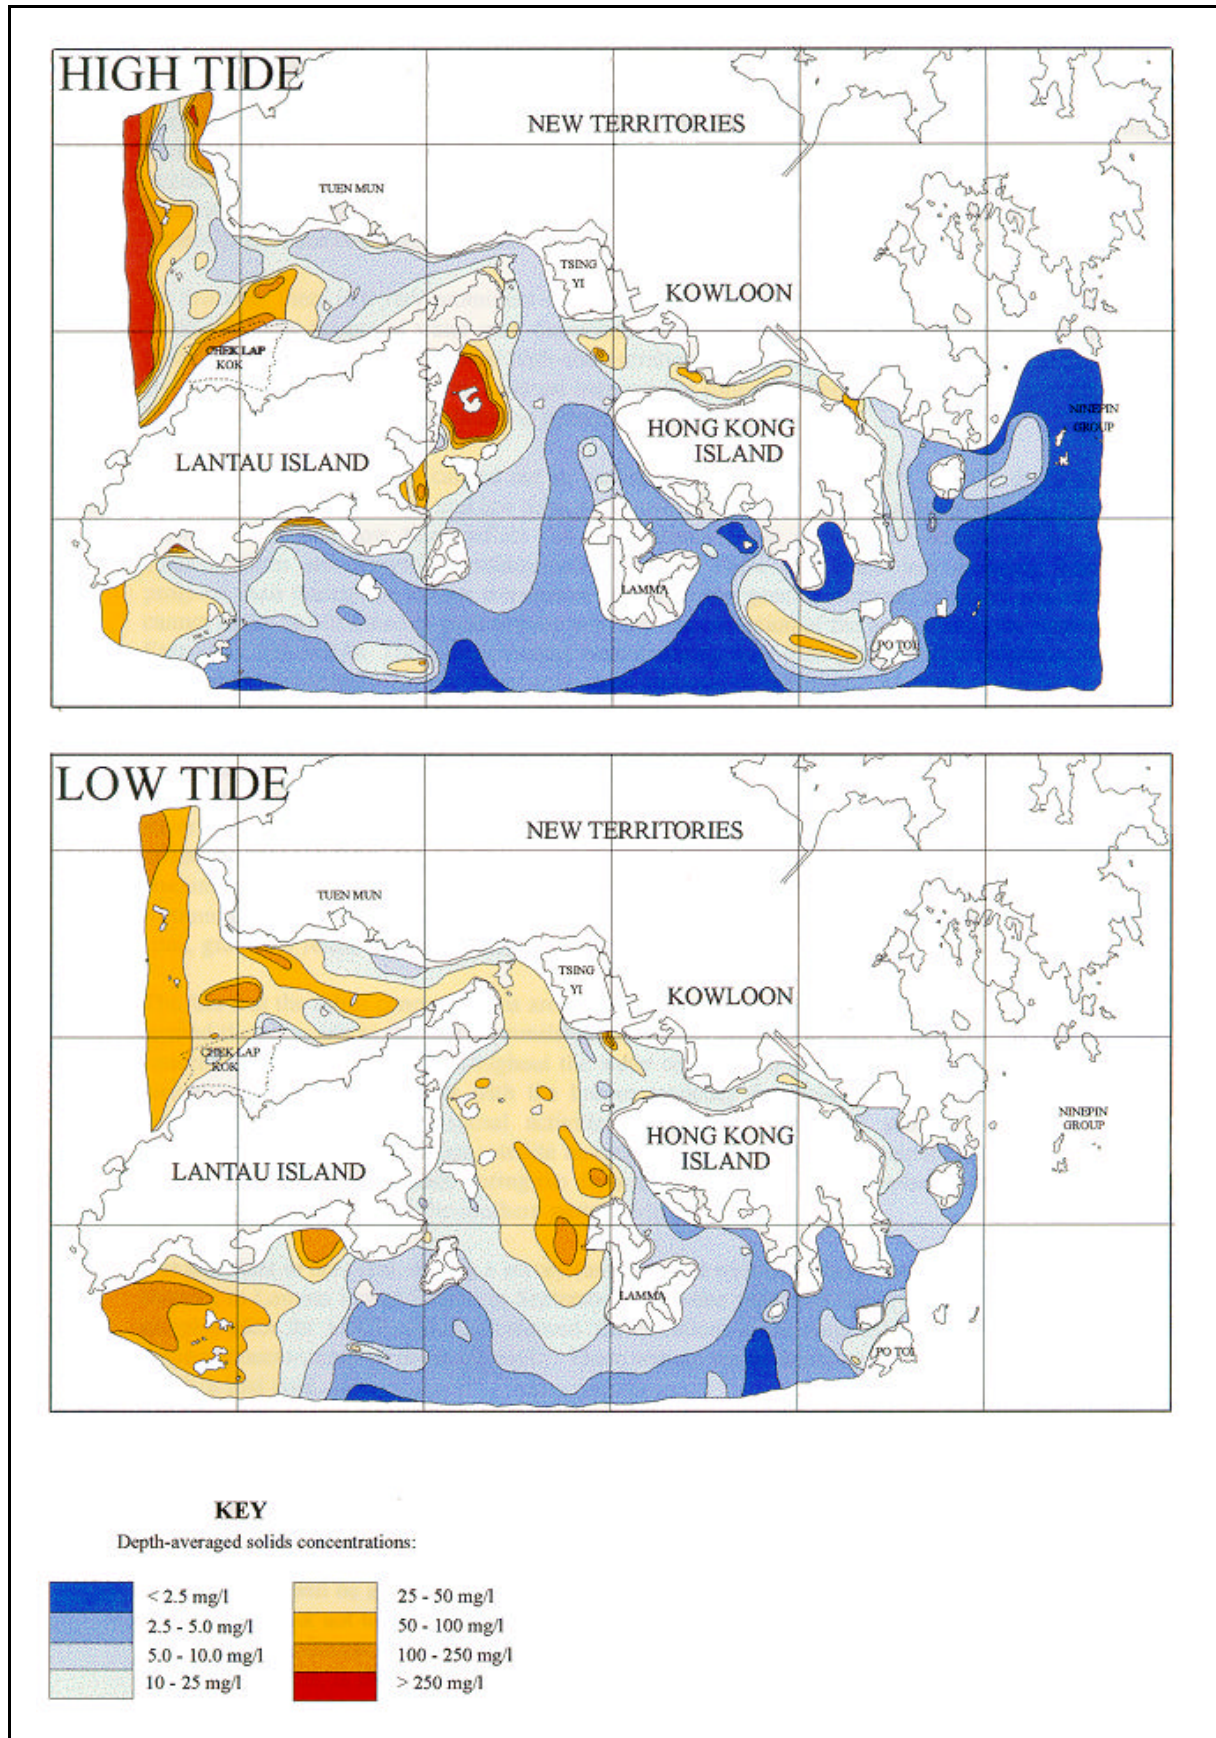 HIGH TIDE
NEW TERRITORIES
TUEN MUN
TSING
YI
KOWLOON
CHEK LAP
KOK
NINEPIN
GROUP
HONG KONG
ISLAND
LANTAU ISLAND
LAMMA
PO TOI
LOW TIDE
NEW TERRITORIES
TUEN MUN
TSING
YI
KOWLOON
CHEK LAP
KOK
NINEPIN
GROUP
HONG KONG
ISLAND
LANTAU ISLAND
LAMMA
PO TOI
KEY
Depth-averaged solids concentrations:
< 2.5 mg/l
2.5 - 5.0 mg/l
5.0 - 10.0 mg/l
10 - 25 mg/l
25 - 50 mg/l
50 - 100 mg/l
100 - 250 mg/l
> 250 mg/l